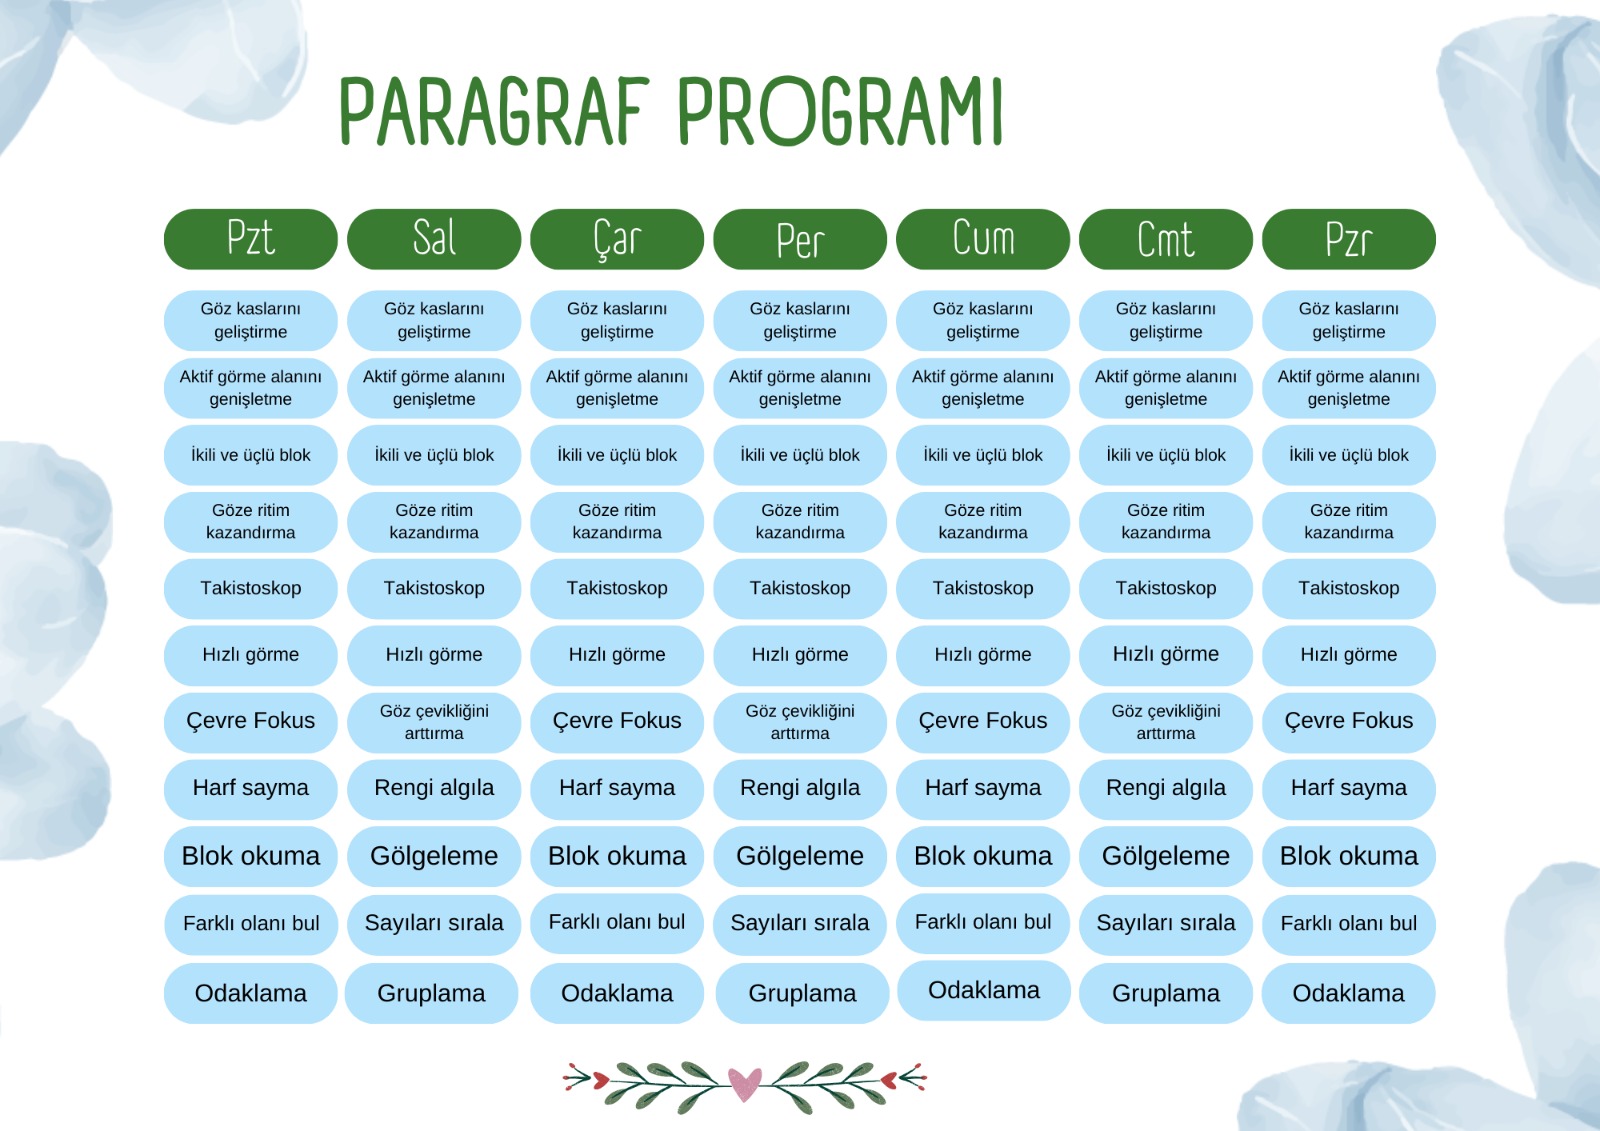 PARAGRAF PROGRAMI
Pzt Sal Çar Per Cum Cmt Pzr
Göz kaslarını Göz kaslarını Göz kaslarını Göz kaslarını Göz kaslarını Göz kaslarını Göz kaslarını
geliştirme geliştirme geliştirme geliştirme geliştirme geliştirme geliştirme
Aktif görme alanını Aktif görme alanını Aktif görme alanını Aktif görme alanını Aktif görme alanını Aktif görme alanını Aktif görme alanını
genişletme genişletme genişletme genişletme genişletme genişletme genişletme
İkili ve üçlü blok İkili ve üçlü blok İkili ve üçlü blok İkili ve üçlü blok İkili ve üçlü blok İkili ve üçlü blok İkili ve üçlü blok
Göze ritim Göze ritim Göze ritim Göze ritim Göze ritim Göze ritim Göze ritim
kazandırma kazandırma kazandırma kazandırma kazandırma kazandırma kazandırma
Takistoskop Takistoskop Takistoskop Takistoskop Takistoskop Takistoskop Takistoskop
Hızlı görme Hızlı görme Hızlı görme Hızlı görme Hızlı görme Hızlı görme Hızlı görme
Çevre Fokus Göz çevikliğini Çevre Fokus Göz çevikliğini Çevre Fokus Göz çevikliğini Çevre Fokus
arttırma arttırma arttırma
Harf sayma Rengi algıla Harf sayma Rengi algıla Harf sayma Rengi algıla Harf sayma
Blok okuma Gölgeleme Blok okuma Gölgeleme Blok okuma Gölgeleme Blok okuma
Farklı olanı bul Sayıları sırala Farklı olanı bul Sayıları sırala Farklı olanı bul Sayıları sırala Farklı olanı bul
Odaklama Gruplama Odaklama Gruplama Odaklama Gruplama Odaklama